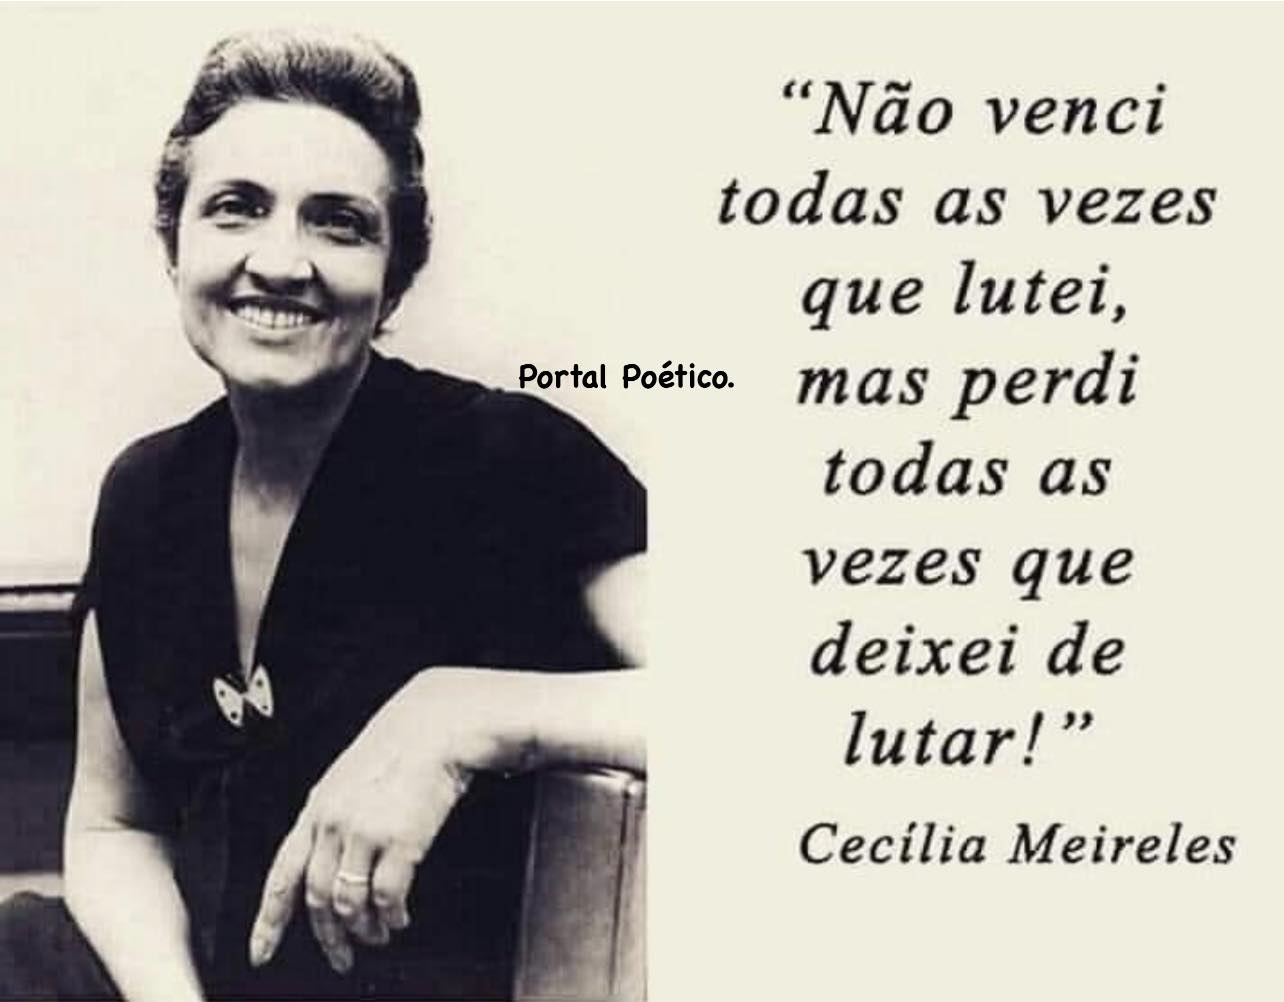 “Não venci
todas as vezes
que lutei,
mas perdi
todas as
vezes que
deixei de
lutar!”
Cecília Meireles
Portal Poético.